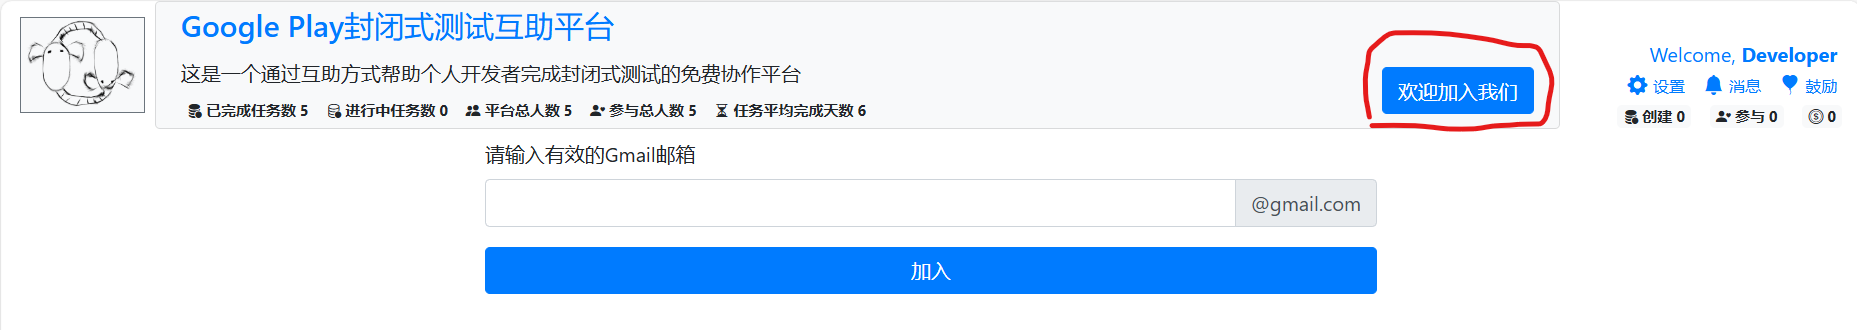 Google Play封闭式测试互助平台
这是一个通过互助方式帮助个人开发者完成封闭式测试的免费协作平台
已完成任务数 5 进行中任务数 0 平台总人数 5 参与总人数 5 任务平均完成天数 6
欢迎加入我们
Welcome, Developer
设置 消息 鼓励
创建 0 参与 0 0
请输入有效的Gmail邮箱
@gmail.com
加入